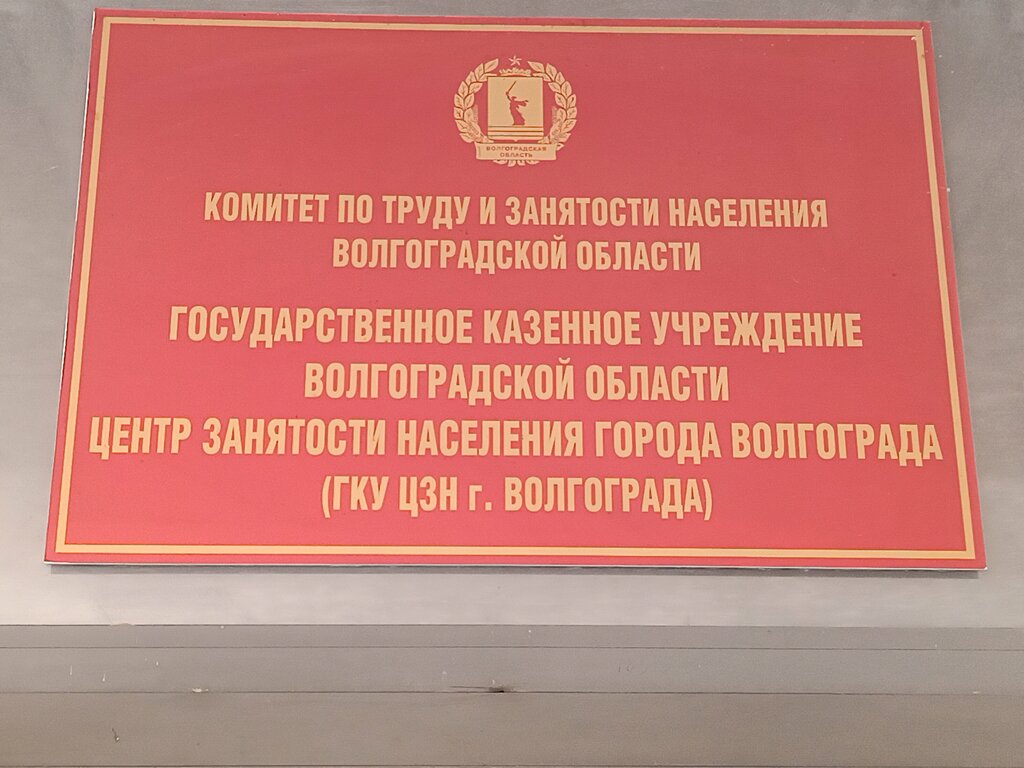 ВОЛГОГРАДСКАЯ
ОБЛАСТЬ
КОМИТЕТ ПО ТРУДУ И ЗАНЯТОСТИ НАСЕЛЕНИЯ
ВОЛГОГРАДСКОЙ ОБЛАСТИ
ГОСУДАРСТВЕННОЕ КАЗЕННОЕ УЧРЕЖДЕНИЕ
ВОЛГОГРАДСКОЙ ОБЛАСТИ
ЦЕНТР ЗАНЯТОСТИ НАСЕЛЕНИЯ ГОРОДА ВОЛГОГРАДА
(ГКУ ЦЗН г. ВОЛГОГРАДА)